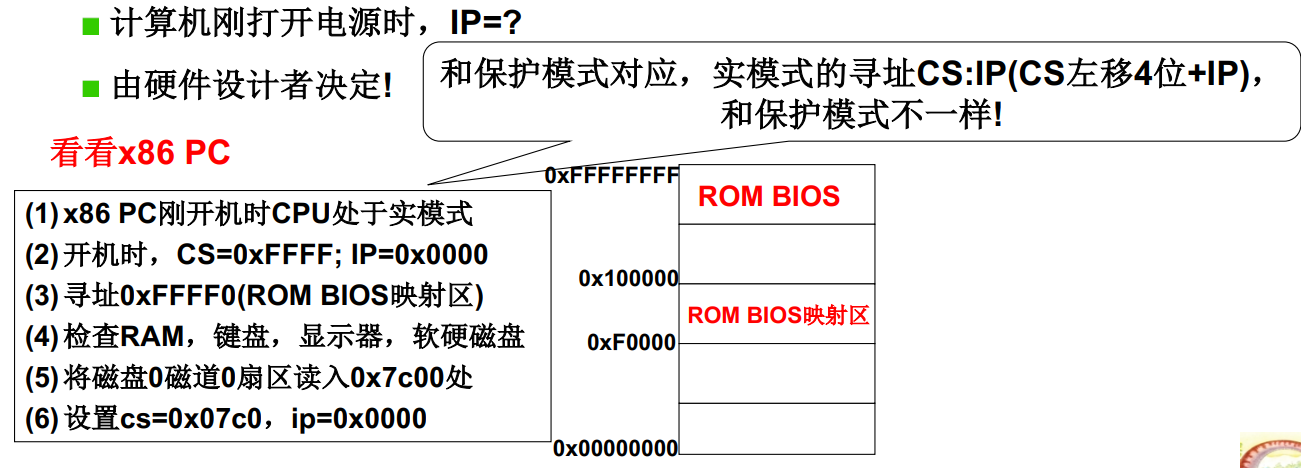 计算机刚打开电源时，IP=?
由硬件设计者决定!
和保护模式对应，实模式的寻址CS:IP(CS左移4位+IP)，
和保护模式不一样!
看看x86 PC
(1) x86 PC刚开机时CPU处于实模式
(2) 开机时，CS=0xFFFF; IP=0x0000
(3) 寻址0xFFFF0(ROM BIOS映射区)
(4) 检查RAM，键盘，显示器，软硬磁盘
(5) 将磁盘0磁道0扇区读入0x7c00处
(6) 设置cs=0x07c0，ip=0x0000
0xFFFFFFFF
ROM BIOS
0x100000
ROM BIOS映射区
0xF0000
0x00000000